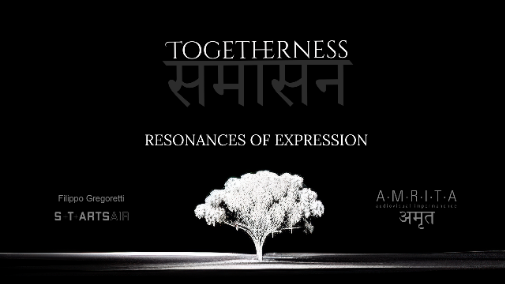 TOGETHERNESS
समासन
RESONANCES OF EXPRESSION
Filippo Gregoretti
S+T+ARTSAIR
A·M·R·I·T·A
अमृत